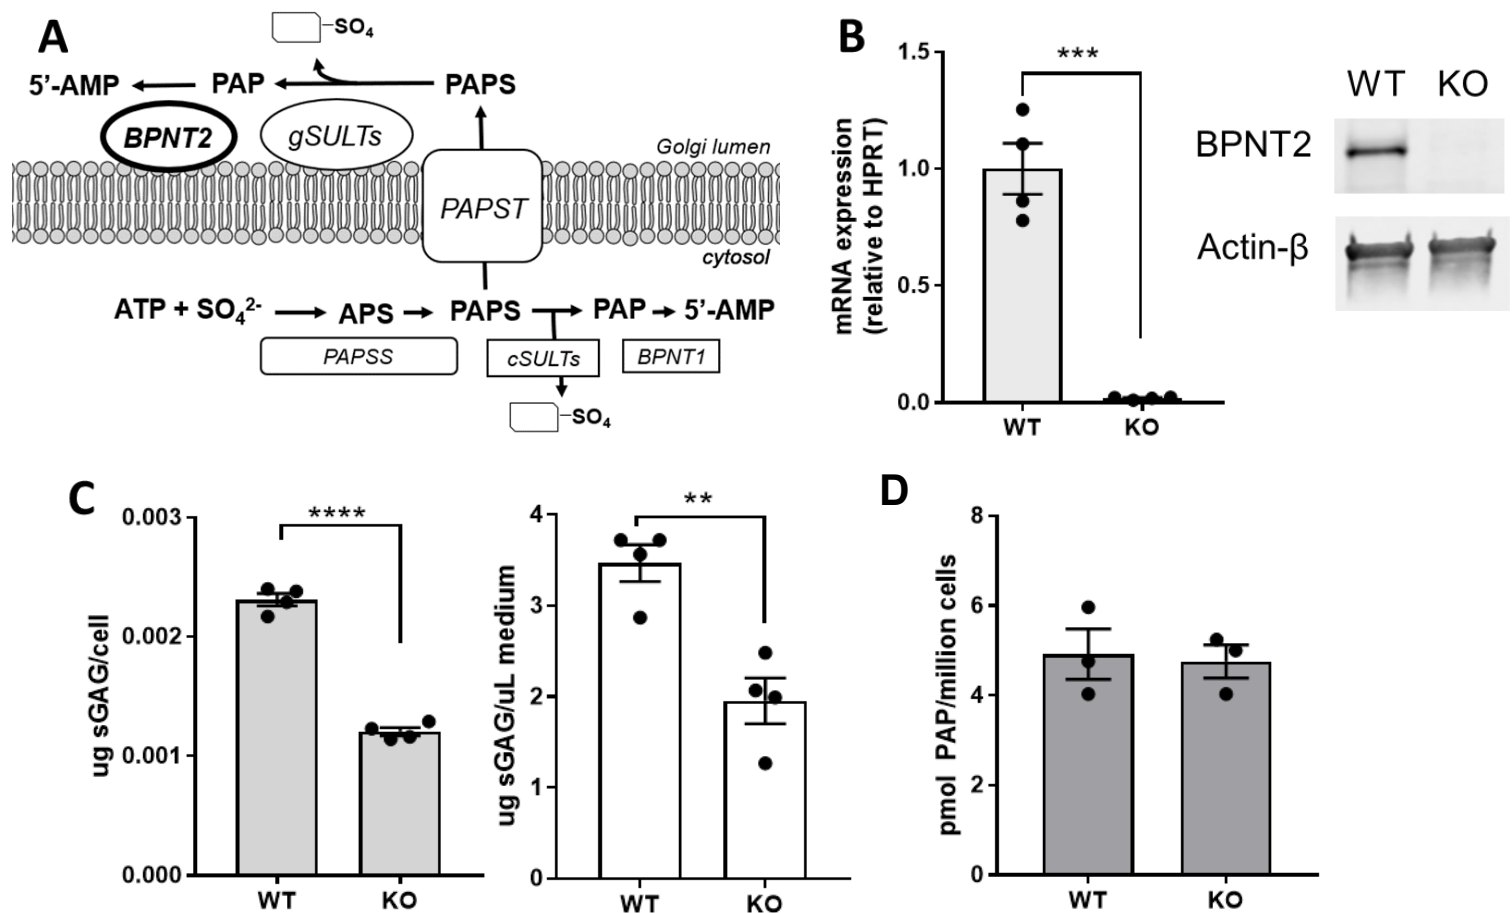 A
–SO₄
5’-AMP PAP PAPS
BPNT2 gSULTs
Golgi lumen
PAPST
cytosol
ATP + SO₄²⁻ APS PAPS PAP 5’-AMP
PAPSS cSULTs BPNT1
–SO₄
B
mRNA expression
(relative to HPRT)
1.5
1.0
0.5
0.0
***
WT KO
WT KO
BPNT2
Actin-β
C
ug sGAG/cell
0.003
0.002
0.001
0.000
****
WT KO
ug sGAG/uL medium
4
3
2
1
0
**
WT KO
D
pmol PAP/million cells
8
6
4
2
0
WT KO